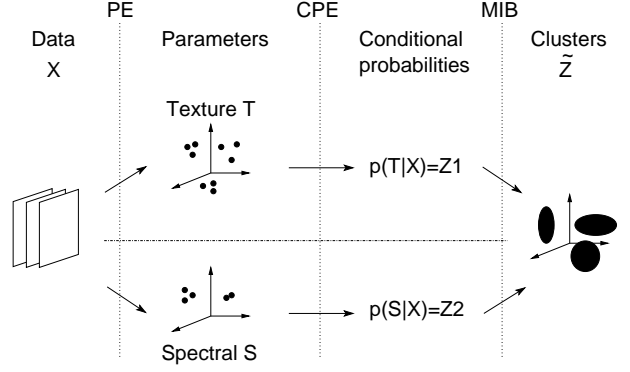 PE
CPE
MIB
Data
X
Parameters
Conditional
probabilities
Clusters
Z̃
Texture T
p(T|X)=Z1
p(S|X)=Z2
Spectral S